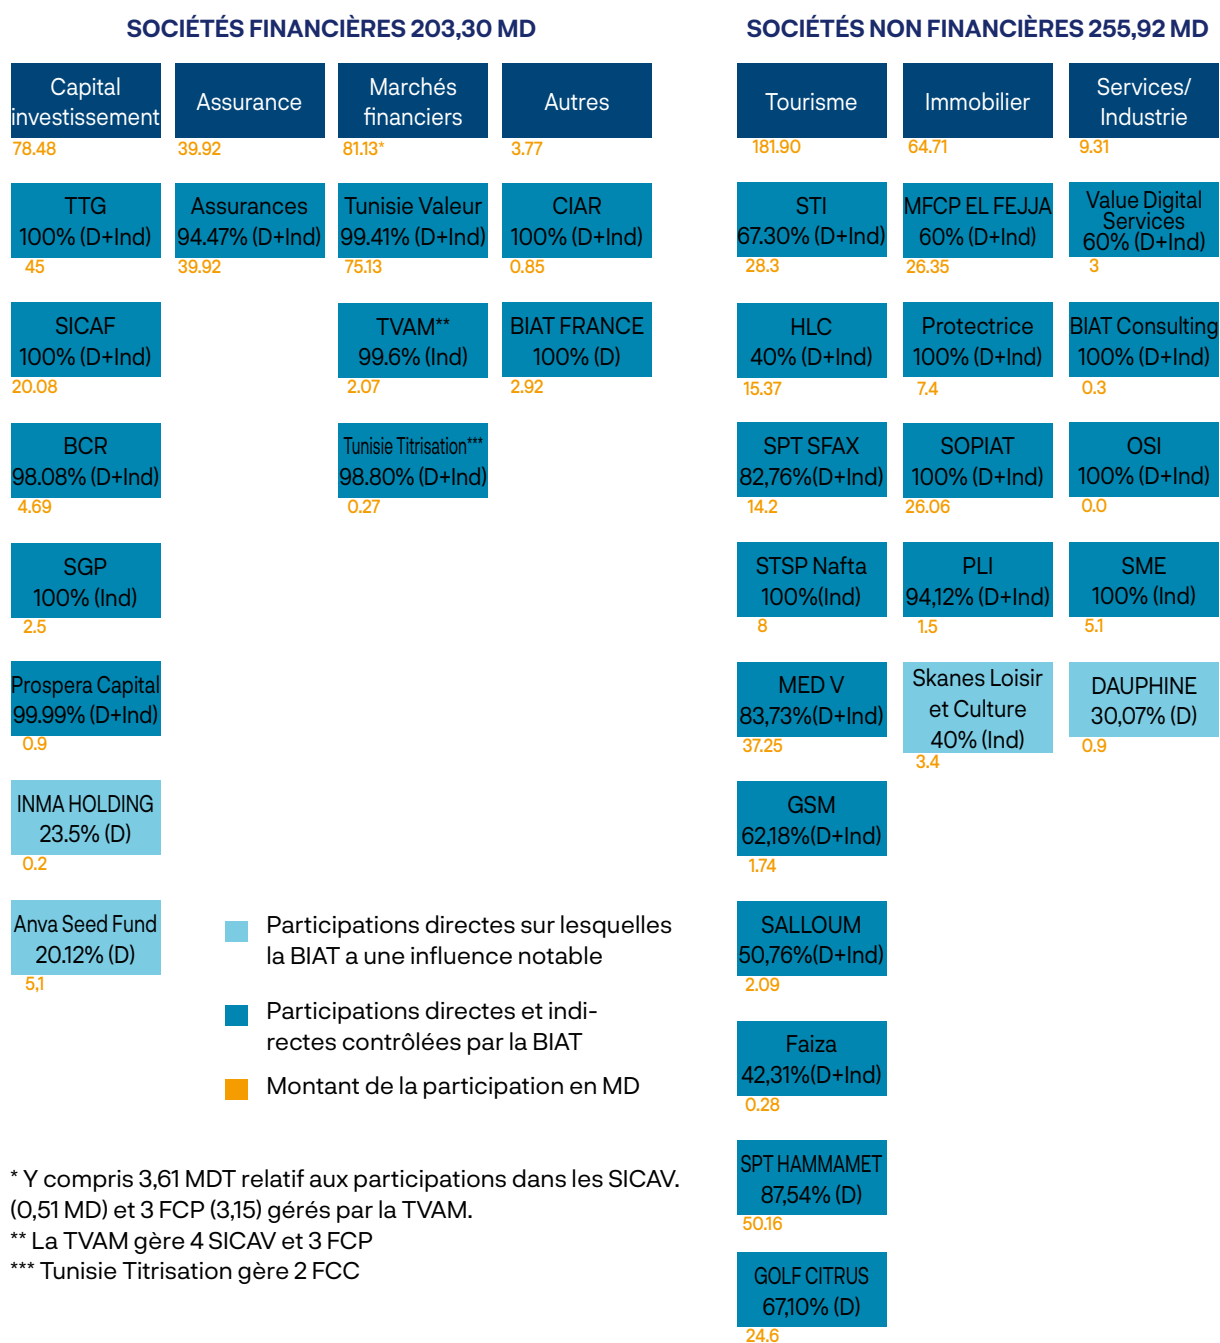 SOCIÉTÉS FINANCIÈRES 203,30 MD
Capital
investissement
78.48
TTG
100% (D+Ind)
45
SICAF
100% (D+Ind)
20.08
BCR
98.08% (D+Ind)
4.69
SGP
100% (Ind)
2.5
Prospera Capital
99.99% (D+Ind)
0.9
INMA HOLDING
23.5% (D)
0.2
Anva Seed Fund
20.12% (D)
5,1
Assurance
39.92
Assurances
94.47% (D+Ind)
39.92
Marchés
financiers
81.13*
Tunisie Valeur
99.41% (D+Ind)
75.13
TVAM**
99.6% (Ind)
2.07
Tunisie Titrisation***
98.80% (D+Ind)
0.27
Autres
3.77
CIAR
100% (D+Ind)
0.85
BIAT FRANCE
100% (D)
2.92
SOCIÉTÉS NON FINANCIÈRES 255,92 MD
Tourisme
181.90
STI
67.30% (D+Ind)
28.3
HLC
40% (D+Ind)
15.37
SPT SFAX
82,76%(D+Ind)
14.2
STSP Nafta
100%(Ind)
8
MED V
83,73%(D+Ind)
37.25
GSM
62,18%(D+Ind)
1.74
SALLOUM
50,76%(D+Ind)
2.09
Faiza
42,31%(D+Ind)
0.28
SPT HAMMAMET
87,54% (D)
50.16
GOLF CITRUS
67,10% (D)
24.6
Immobilier
64.71
MFCP EL FEJJA
60% (D+Ind)
26.35
Protectrice
100% (D+Ind)
7.4
SOPIAT
100% (D+Ind)
26.06
PLI
94,12% (D+Ind)
1.5
Skanes Loisir
et Culture
40% (Ind)
3.4
Services/
Industrie
9.31
Value Digital
Services
60% (D+Ind)
3
BIAT Consulting
100% (D+Ind)
0.3
OSI
100% (D+Ind)
0.0
SME
100% (Ind)
5.1
DAUPHINE
30,07% (D)
0.9
Participations directes sur lesquelles
la BIAT a une influence notable
Participations directes et indi-
rectes contrôlées par la BIAT
Montant de la participation en MD
* Y compris 3,61 MDT relatif aux participations dans les SICAV.
(0,51 MD) et 3 FCP (3,15) gérés par la TVAM.
** La TVAM gère 4 SICAV et 3 FCP
*** Tunisie Titrisation gère 2 FCC